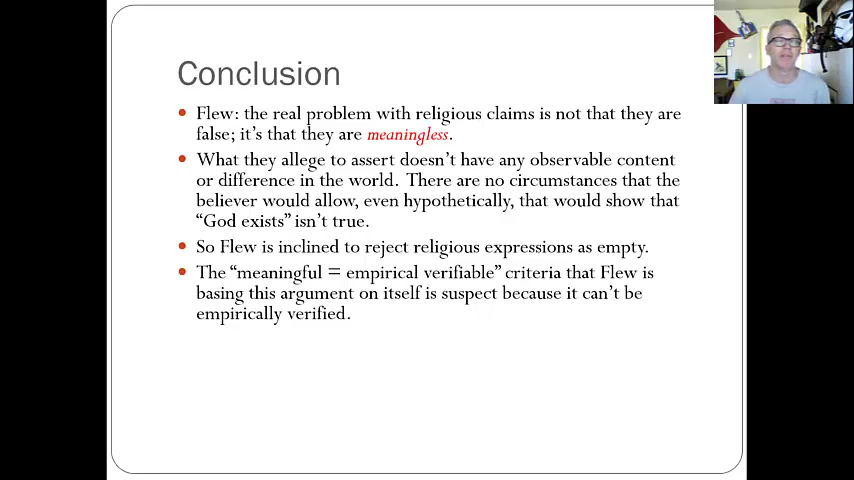 Conclusion
Flew: the real problem with religious claims is not that they are
false; it's that they are meaningless.
What they allege to assert doesn't have any observable content
or difference in the world. There are no circumstances that the
believer would allow, even hypothetically, that would show that
“God exists” isn't true.
So Flew is inclined to reject religious expressions as empty.
The “meaningful = empirical verifiable” criteria that Flew is
basing this argument on itself is suspect because it can't be
empirically verified.